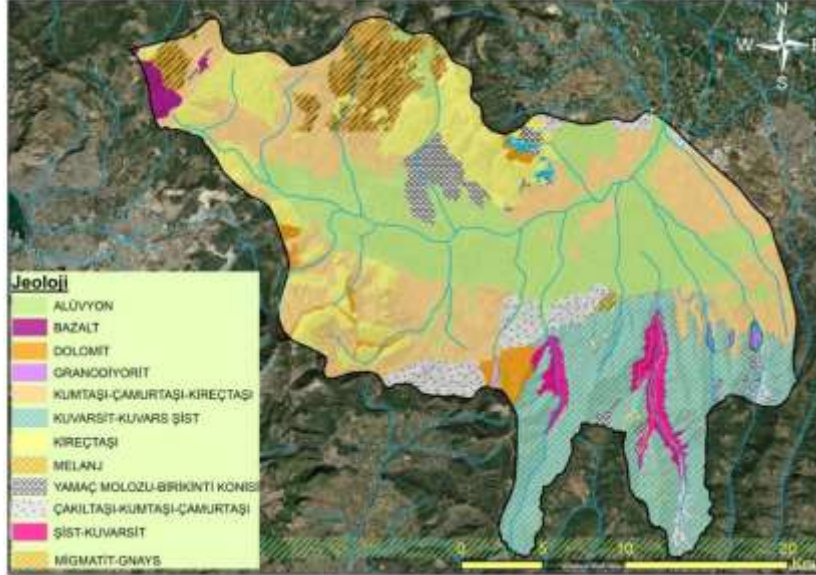 N
W E
S
Jeoloji
ALÜVYON
BAZALT
DOLOMİT
GRANODİYORİT
KUMTAŞI-ÇAMURTAŞI-KİREÇTAŞI
KUVARSİT-KUVARS ŞİST
KİREÇTAŞI
MELANJ
YAMAÇ MOLOZU-BİRİKİNTİ KONİSİ
ÇAKILTAŞI-KUMTAŞI-ÇAMURTAŞI
ŞİST-KUVARSİT
MİGMATİT-GNAYS
0 5 10 20
Km